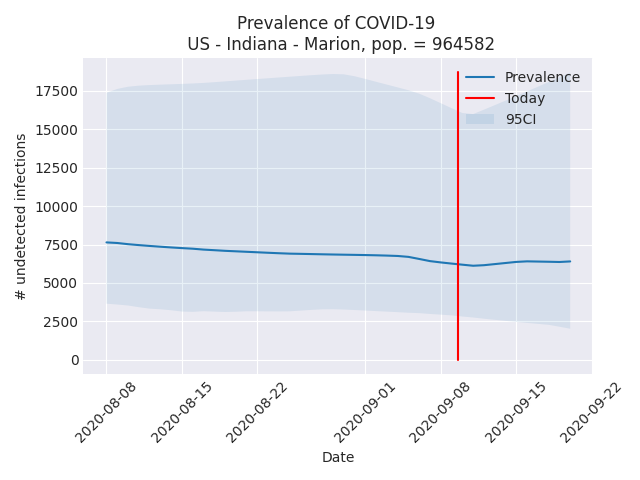 Prevalence of COVID-19
US - Indiana - Marion, pop. = 964582
Prevalence
Today
95CI
17500
15000
12500
10000
7500
5000
2500
0
# undetected infections
2020-08-08
2020-08-15
2020-08-22
2020-09-01
2020-09-08
2020-09-15
2020-09-22
Date